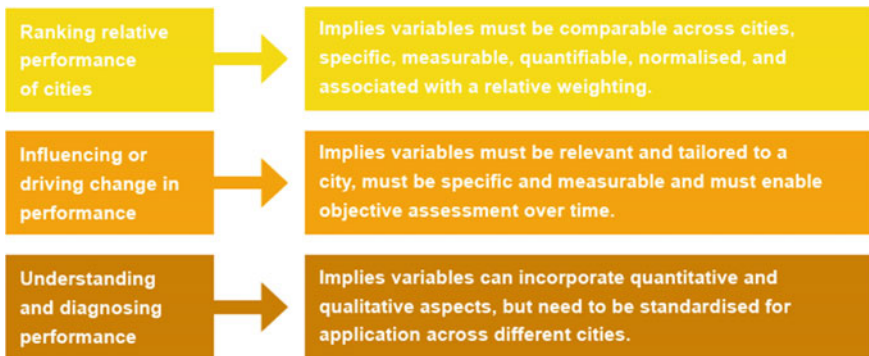 Ranking relative
performance
of cities
Implies variables must be comparable across cities,
specific, measurable, quantifiable, normalised, and
associated with a relative weighting.
Influencing or
driving change in
performance
Implies variables must be relevant and tailored to a
city, must be specific and measurable and must enable
objective assessment over time.
Understanding
and diagnosing
performance
Implies variables can incorporate quantitative and
qualitative aspects, but need to be standardised for
application across different cities.